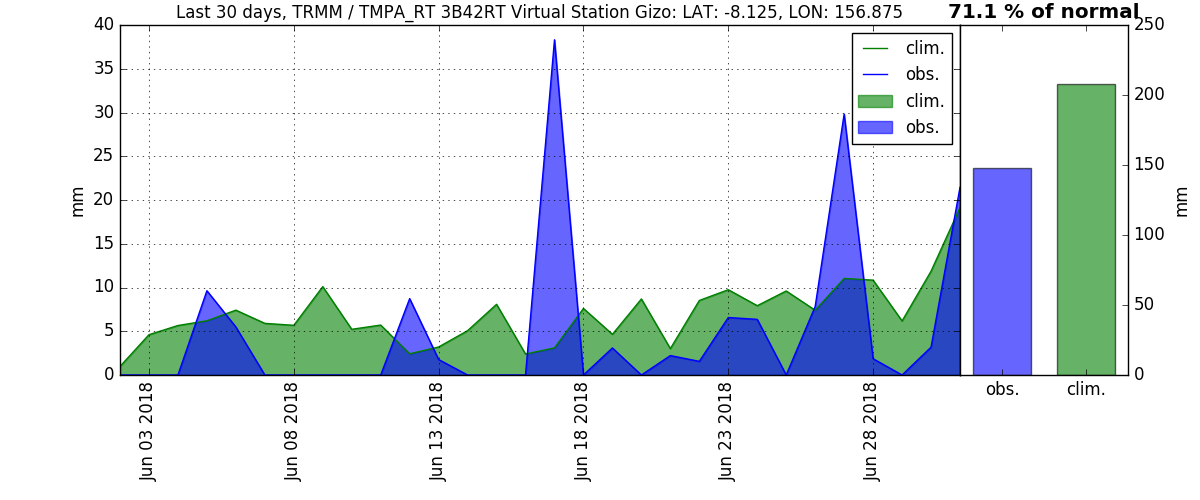 Last 30 days, TRMM / TMPA_RT 3B42RT Virtual Station Gizo: LAT: -8.125, LON: 156.875
71.1 % of normal
40
35
30
25
20
15
10
5
0
mm
clim.
obs.
clim.
obs.
Jun 03 2018
Jun 08 2018
Jun 13 2018
Jun 18 2018
Jun 23 2018
Jun 28 2018
250
200
150
100
50
0
mm
obs.
clim.